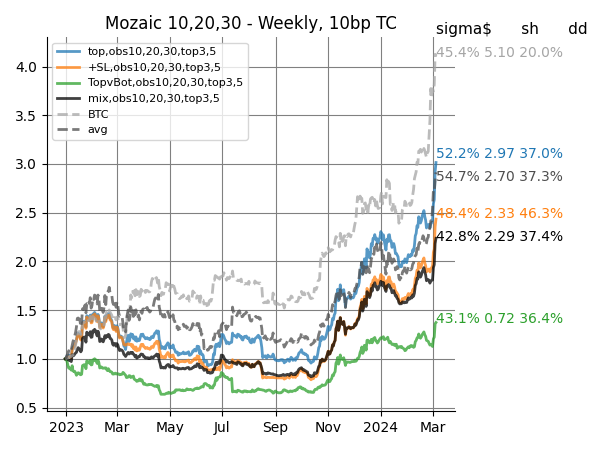 Mozaic 10,20,30 - Weekly, 10bp TC
sigma$ sh dd
top,obs10,20,30,top3,5
+SL,obs10,20,30,top3,5
TopvBot,obs10,20,30,top3,5
mix,obs10,20,30,top3,5
BTC
avg
45.4% 5.10 20.0%
52.2% 2.97 37.0%
54.7% 2.70 37.3%
48.4% 2.33 46.3%
42.8% 2.29 37.4%
43.1% 0.72 36.4%
4.0
3.5
3.0
2.5
2.0
1.5
1.0
0.5
2023 Mar May Jul Sep Nov 2024 Mar